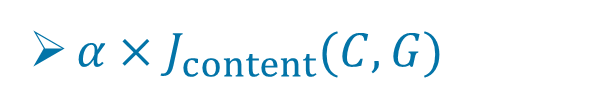 ➢ α × J_content(C, G)